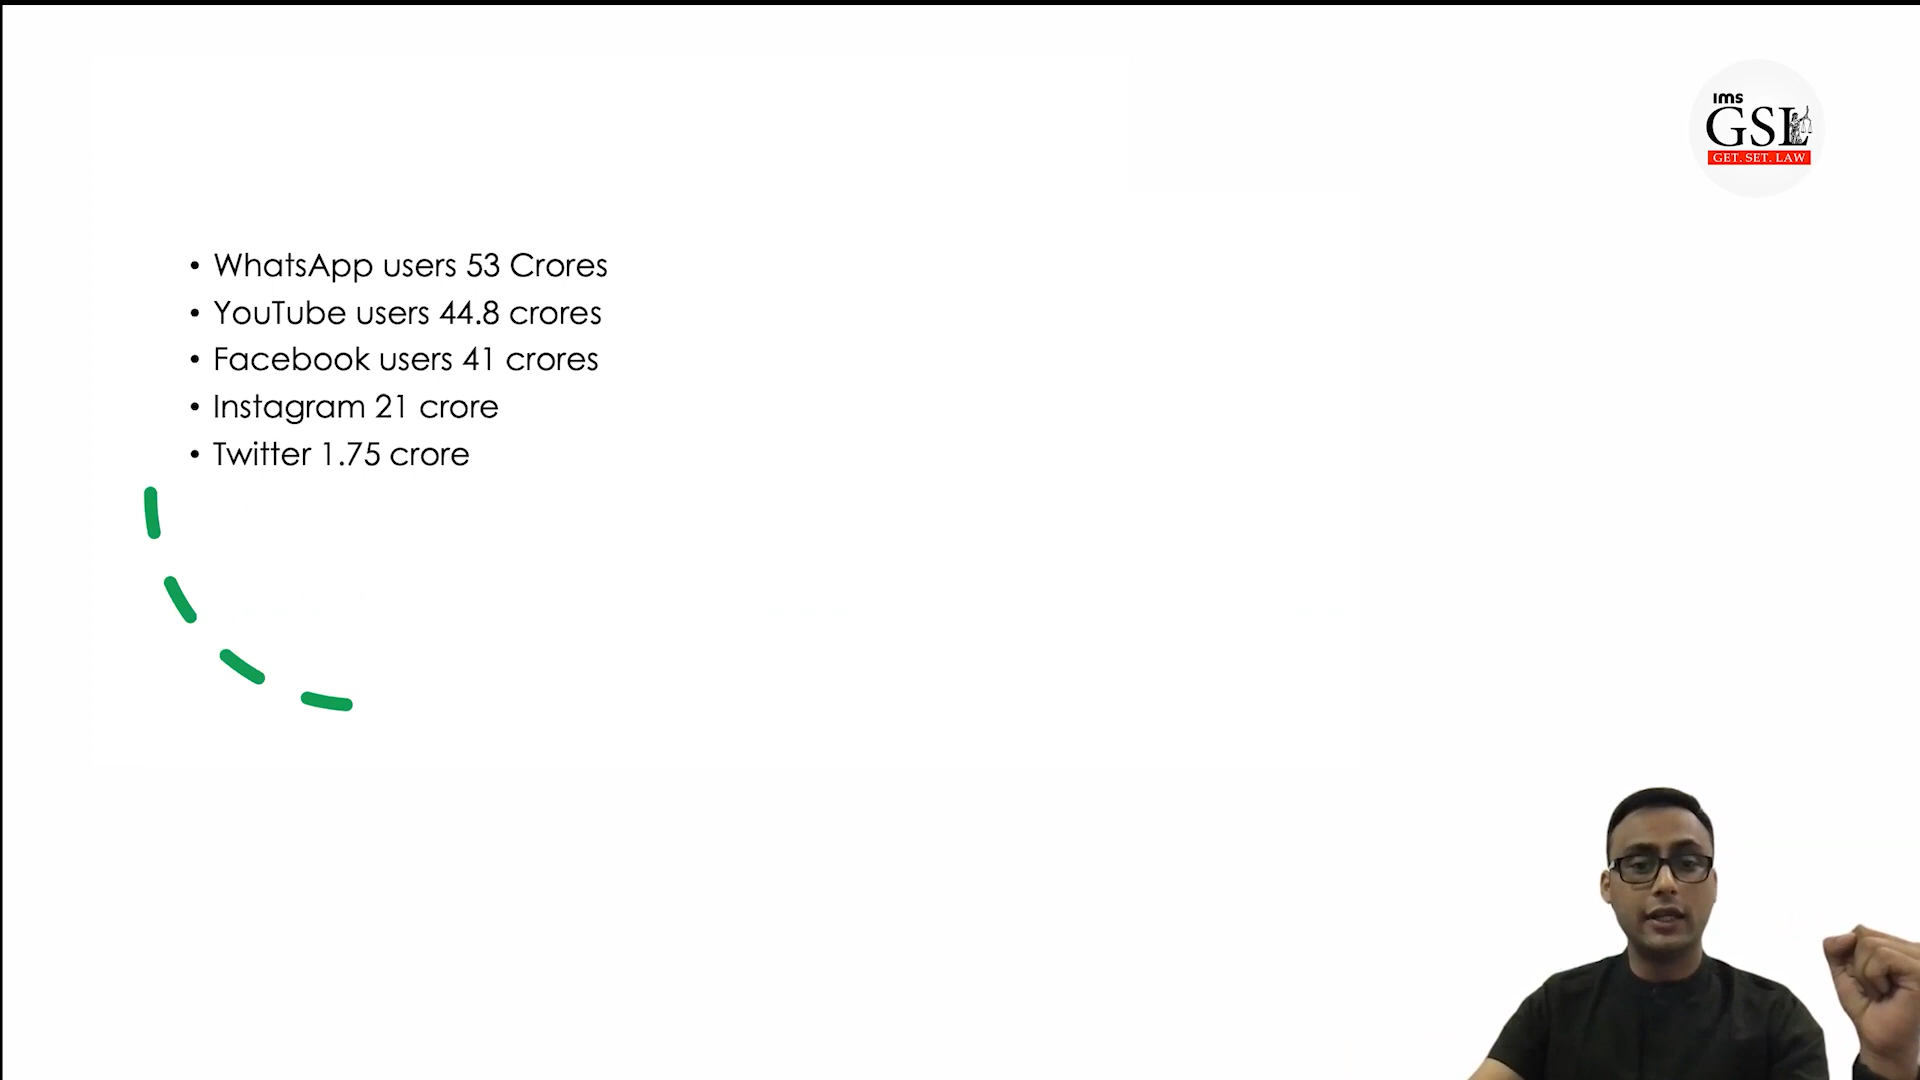 ims
GSL
GET. SET. LAW
• WhatsApp users 53 Crores
• YouTube users 44.8 crores
• Facebook users 41 crores
• Instagram 21 crore
• Twitter 1.75 crore